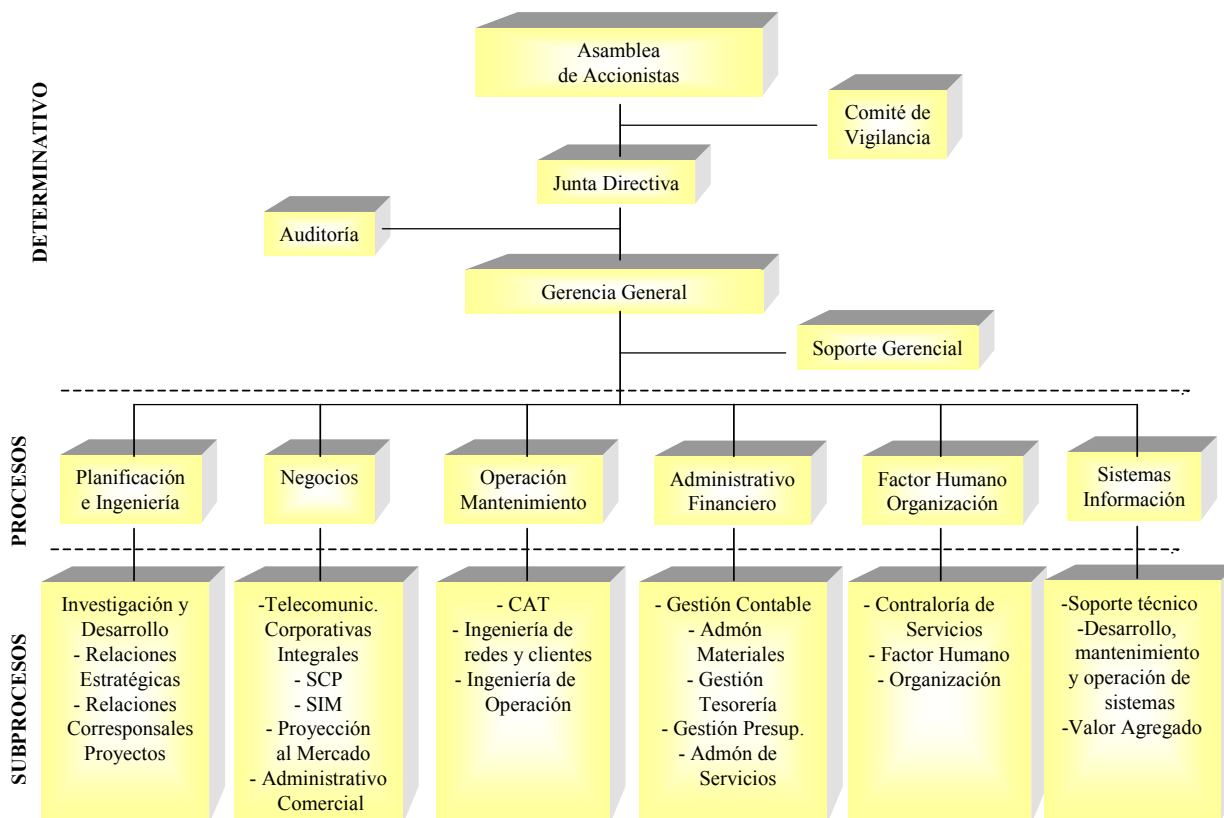 DETERMINATIVO
Asamblea
de Accionistas
Comité de
Vigilancia
Junta Directiva
Auditoría
Gerencia General
Soporte Gerencial
PROCESOS
Planificación
e Ingeniería
Negocios
Operación
Mantenimiento
Administrativo
Financiero
Factor Humano
Organización
Sistemas
Información
SUBPROCESOS
Investigación y
Desarrollo
- Relaciones
Estratégicas
- Relaciones
Corresponsales
Proyectos
-Telecomunic.
Corporativas
Integrales
- SCP
- SIM
- Proyección
al Mercado
- Administrativo
Comercial
- CAT
- Ingeniería de
redes y clientes
- Ingeniería de
Operación
- Gestión Contable
- Admón
Materiales
- Gestión
Tesorería
- Gestión Presup.
- Admón de
Servicios
- Contraloría de
Servicios
- Factor Humano
- Organización
-Soporte técnico
-Desarrollo,
mantenimiento
y operación de
sistemas
-Valor Agregado